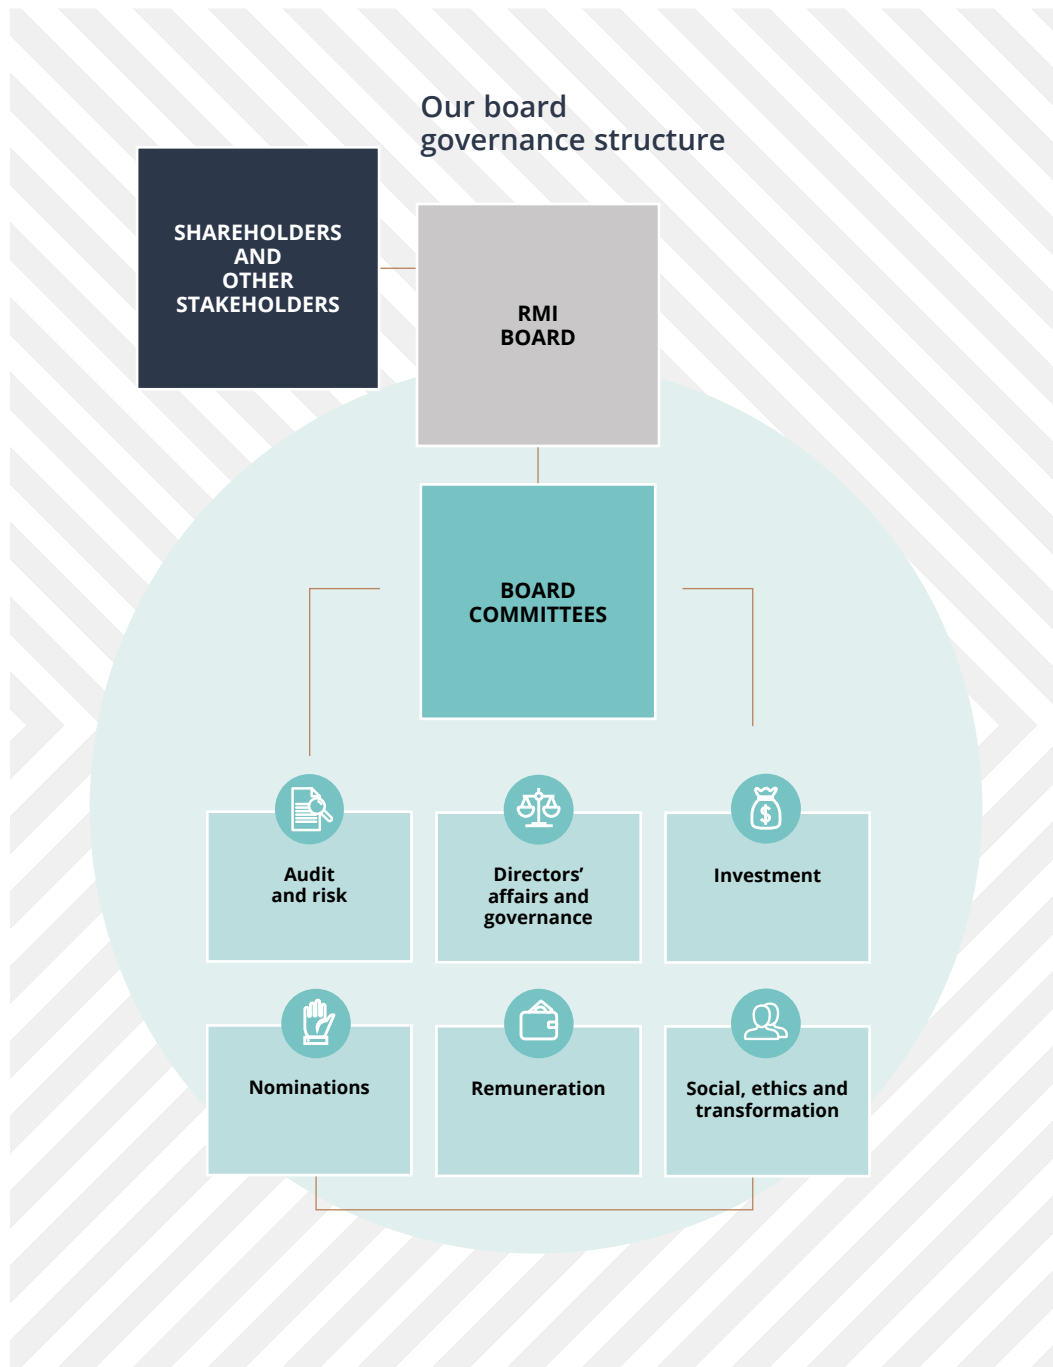 Our board
governance structure
SHAREHOLDERS
AND
OTHER
STAKEHOLDERS
RMI
BOARD
BOARD
COMMITTEES
Audit
and risk
Directors’
affairs and
governance
$
Investment
Nominations
Remuneration
Social, ethics and
transformation